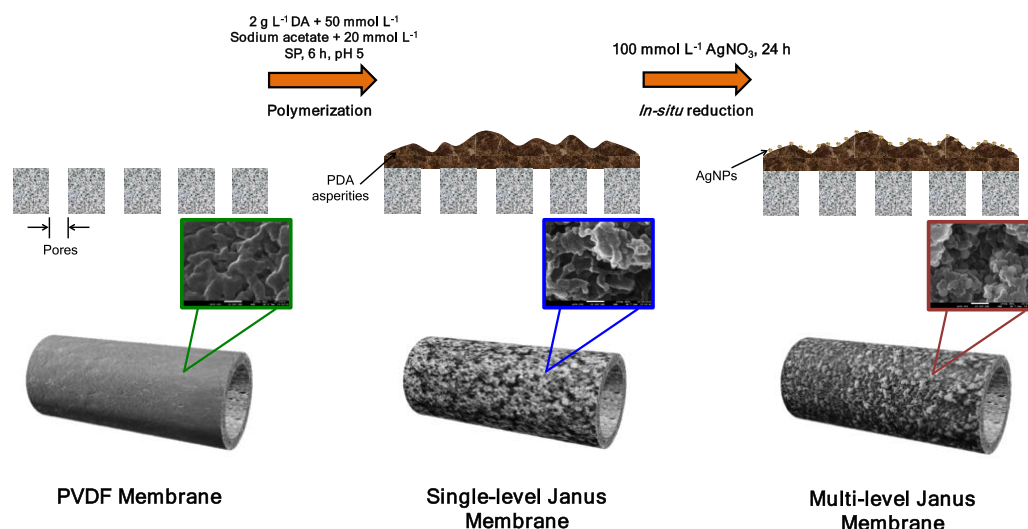 2 g L⁻¹ DA + 50 mmol L⁻¹
Sodium acetate + 20 mmol L⁻¹
SP, 6 h, pH 5
Polymerization
100 mmol L⁻¹ AgNO₃, 24 h
In-situ reduction
Pores
PDA
asperities
AgNPs
PVDF Membrane
Single-level Janus
Membrane
Multi-level Janus
Membrane